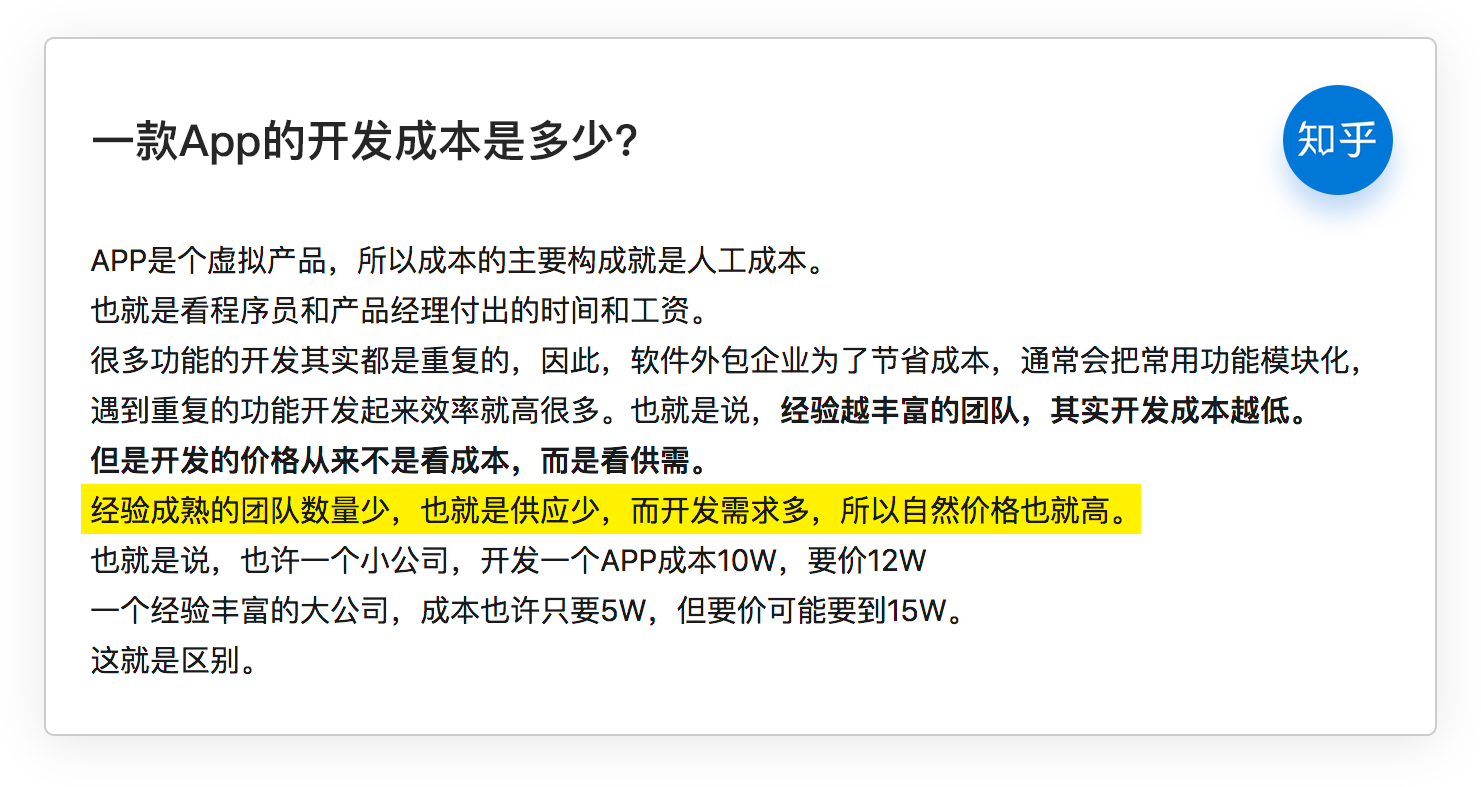 一款App的开发成本是多少?
知乎
APP是个虚拟产品，所以成本的主要构成就是人工成本。
也就是看程序员和产品经理付出的时间和工资。
很多功能的开发其实都是重复的，因此，软件外包企业为了节省成本，通常会把常用功能模块化，
遇到重复的功能开发起来效率就高很多。也就是说，经验越丰富的团队，其实开发成本越低。
但是开发的价格从来不是看成本，而是看供需。
经验成熟的团队数量少，也就是供应少，而开发需求多，所以自然价格也就高。
也就是说，也许一个小公司，开发一个APP成本10W，要价12W
一个经验丰富的大公司，成本也许只要5W，但要价可能要到15W。
这就是区别。